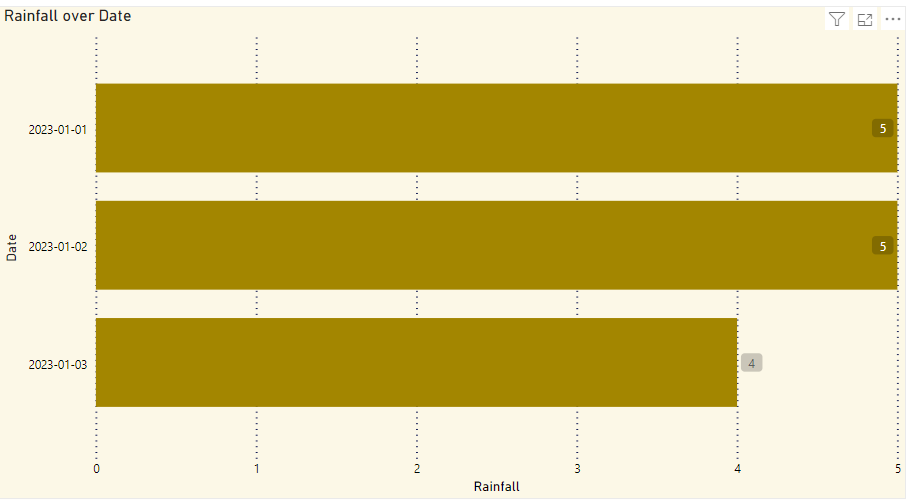 Rainfall over Date
2023-01-01
5
2023-01-02
5
2023-01-03
4
Date
0 1 2 3 4 5
Rainfall